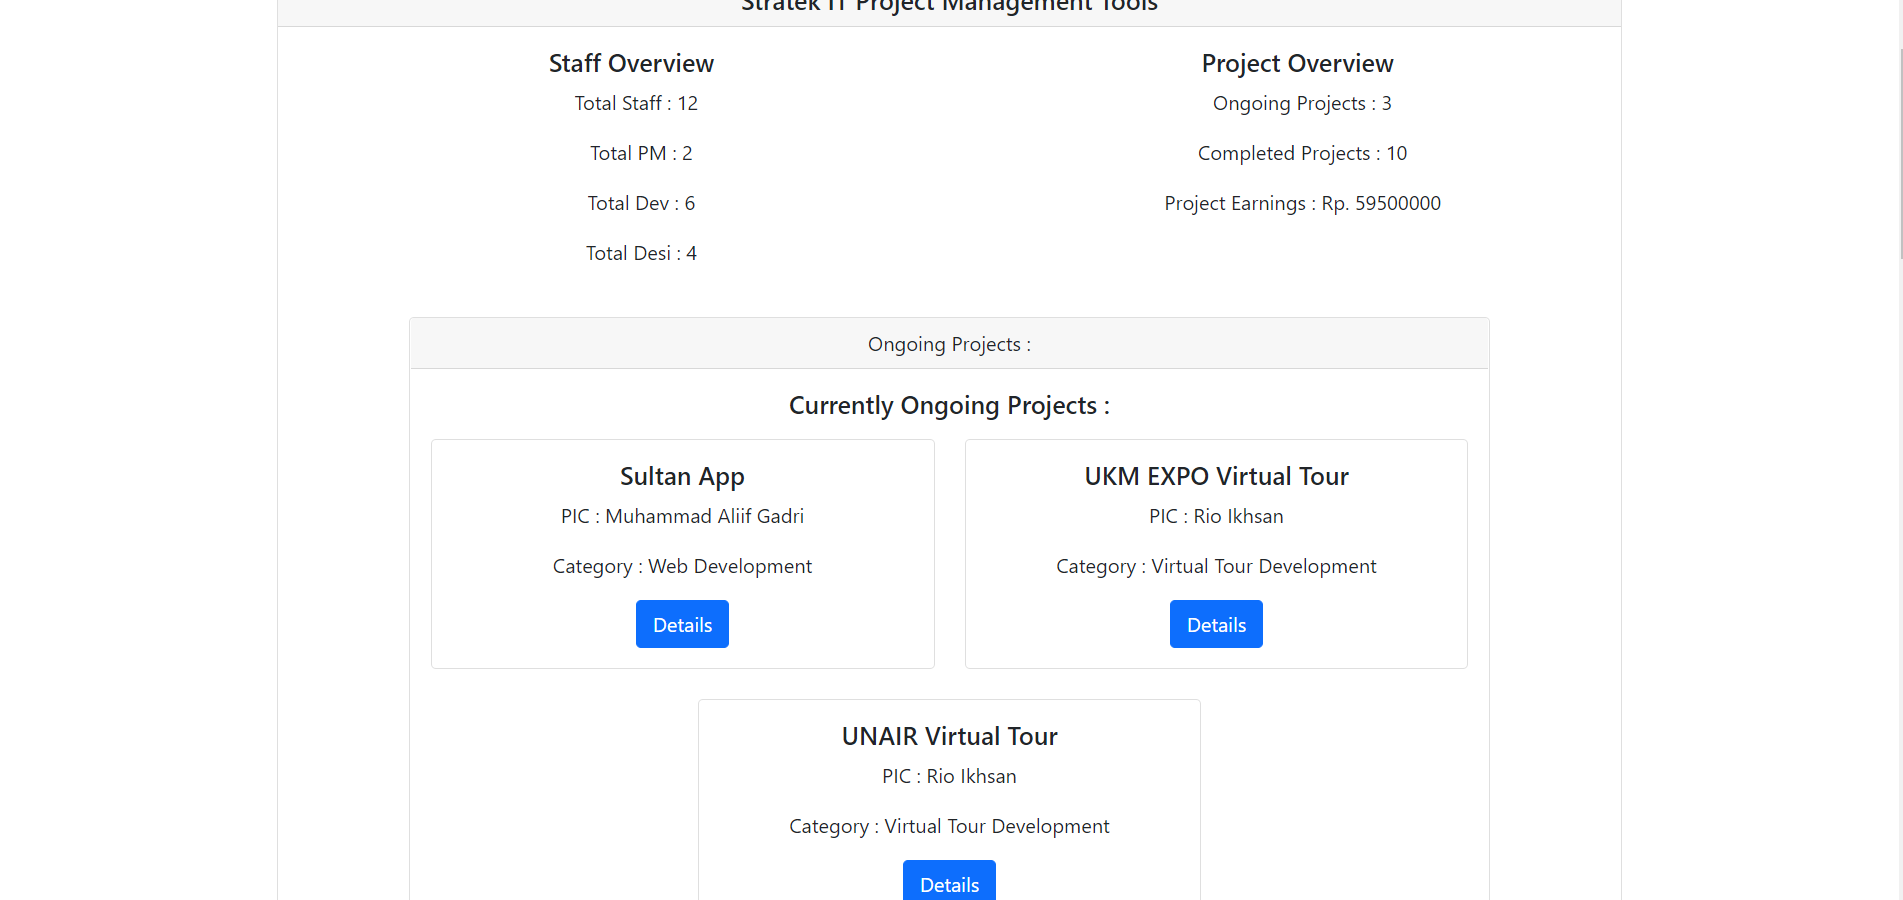 Stratek IT Project Management Tools
Staff Overview
Total Staff : 12
Total PM : 2
Total Dev : 6
Total Desi : 4
Project Overview
Ongoing Projects : 3
Completed Projects : 10
Project Earnings : Rp. 59500000
Ongoing Projects :
Currently Ongoing Projects :
Sultan App
PIC : Muhammad Aliif Gadri
Category : Web Development
Details
UKM EXPO Virtual Tour
PIC : Rio Ikhsan
Category : Virtual Tour Development
Details
UNAIR Virtual Tour
PIC : Rio Ikhsan
Category : Virtual Tour Development
Details